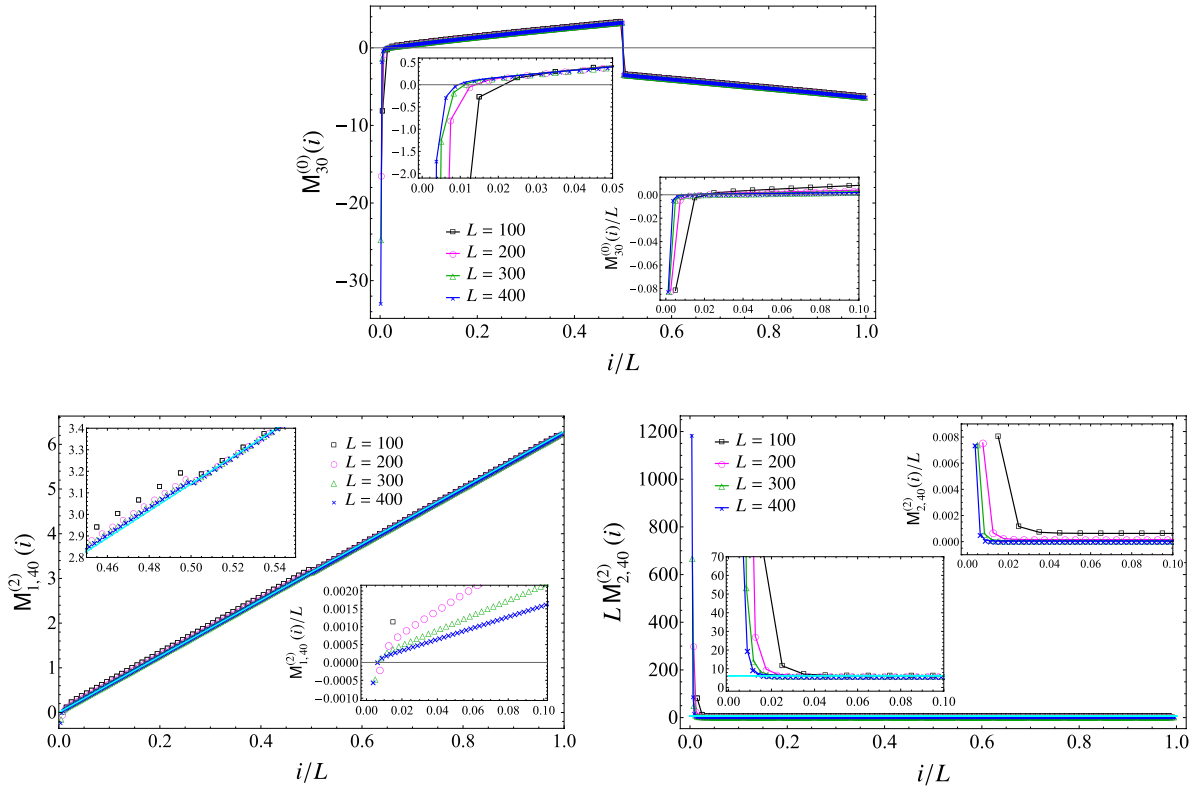 0
−10
−20
−30
M₃₀⁽⁰⁾(i)
0.0 0.2 0.4 0.6 0.8 1.0
i/L
0.5
0.0
−0.5
−1.0
−1.5
−2.0
0.00 0.01 0.02 0.03 0.04 0.05
L = 100
L = 200
L = 300
L = 400
M₃₀⁽⁰⁾(i)/L
0.00
−0.02
−0.04
−0.06
−0.08
0.00 0.02 0.04 0.06 0.08 0.10
M₁,₄₀⁽²⁾(i)
6
5
4
3
2
1
0
0.0 0.2 0.4 0.6 0.8 1.0
i/L
3.4
3.3
3.2
3.1
3.0
2.9
2.8
0.46 0.48 0.50 0.52 0.54
L = 100
L = 200
L = 300
L = 400
M₁,₄₀⁽²⁾(i)/L
0.0020
0.0015
0.0010
0.0005
0.0000
−0.0005
−0.0010
0.00 0.02 0.04 0.06 0.08 0.10
L M₂,₄₀⁽²⁾(i)
1200
1000
800
600
400
200
0
0.0 0.2 0.4 0.6 0.8 1.0
i/L
L = 100
L = 200
L = 300
L = 400
M₂,₄₀⁽²⁾(i)/L
0.008
0.006
0.004
0.002
0.000
0.00 0.02 0.04 0.06 0.08 0.10
70
60
50
40
30
20
10
0
0.00 0.02 0.04 0.06 0.08 0.10